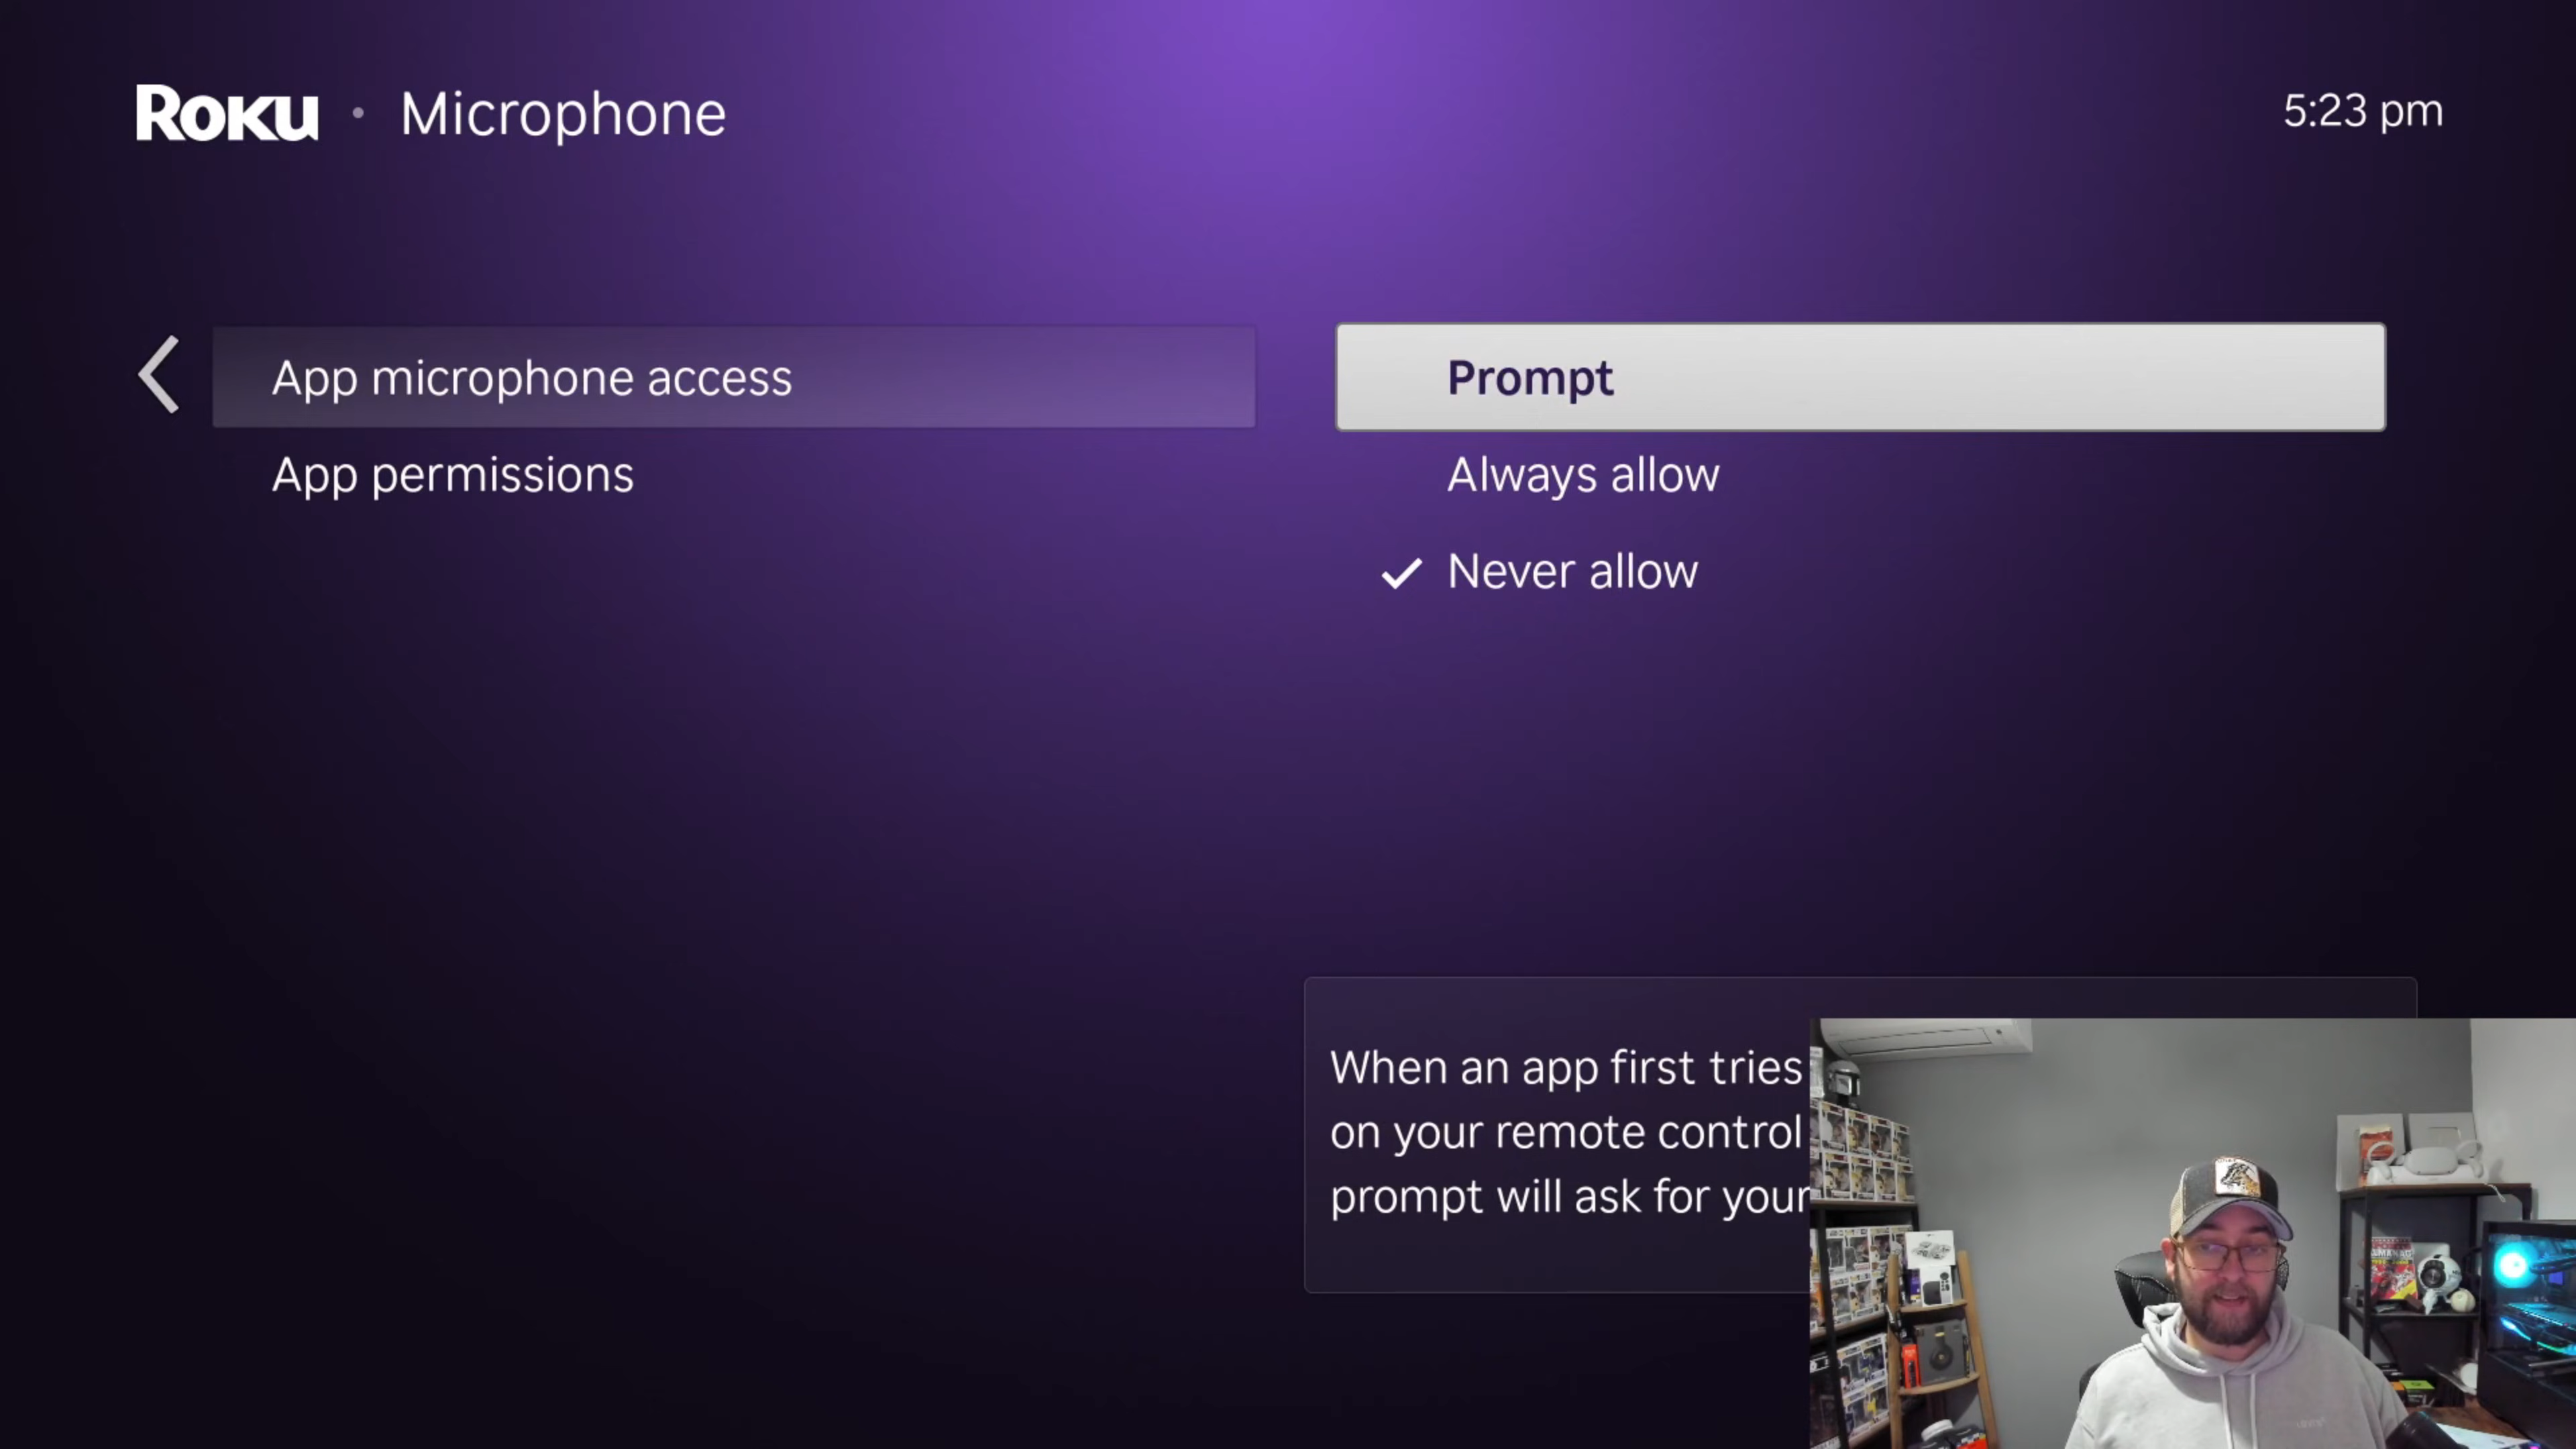 Roku • Microphone
5:23 pm
App microphone access
App permissions
Prompt
Always allow
Never allow
When an app first tries
on your remote control
prompt will ask for your